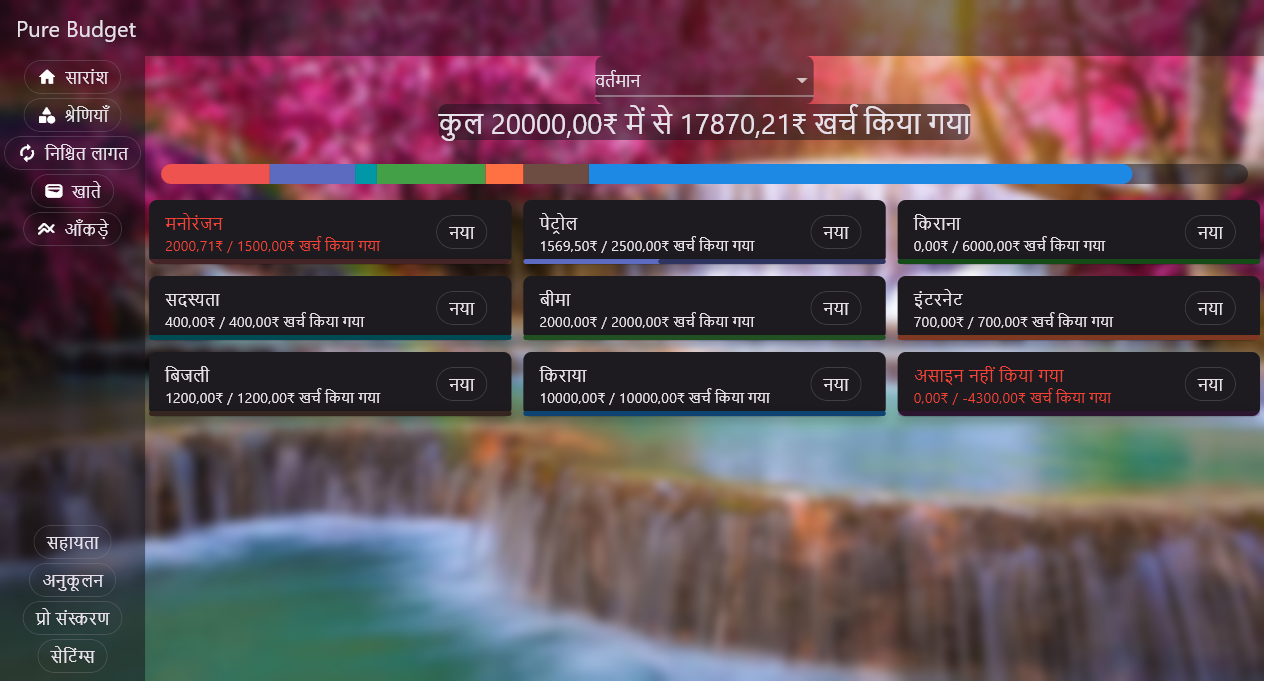 Pure Budget
सारांश
श्रेणियाँ
निश्चित लागत
खाते
आँकड़े
सहायता
अनुकूलन
प्रो संस्करण
सेटिंग्स
वर्तमान
कुल 20000,00₹ में से 17870,21₹ खर्च किया गया
मनोरंजन
2000,71₹ / 1500,00₹ खर्च किया गया
नया
पेट्रोल
1569,50₹ / 2500,00₹ खर्च किया गया
नया
किराना
0,00₹ / 6000,00₹ खर्च किया गया
नया
सदस्यता
400,00₹ / 400,00₹ खर्च किया गया
नया
बीमा
2000,00₹ / 2000,00₹ खर्च किया गया
नया
इंटरनेट
700,00₹ / 700,00₹ खर्च किया गया
नया
बिजली
1200,00₹ / 1200,00₹ खर्च किया गया
नया
किराया
10000,00₹ / 10000,00₹ खर्च किया गया
नया
असाइन नहीं किया गया
0,00₹ / -4300,00₹ खर्च किया गया
नया